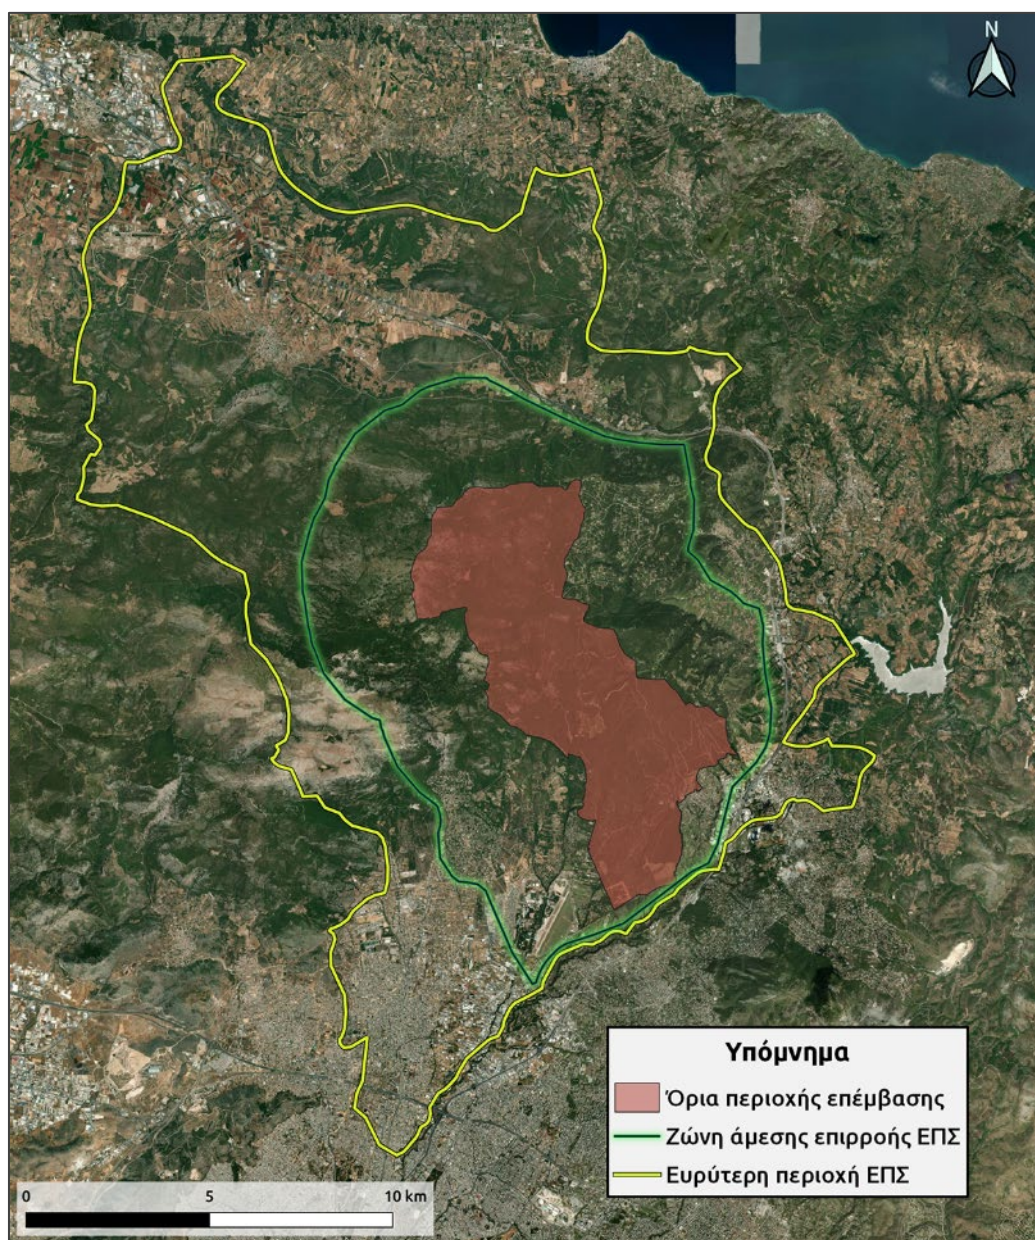 N
Υπόμνημα
Όρια περιοχής επέμβασης
Ζώνη άμεσης επιρροής ΕΠΣ
Ευρύτερη περιοχή ΕΠΣ
0 5 10 km